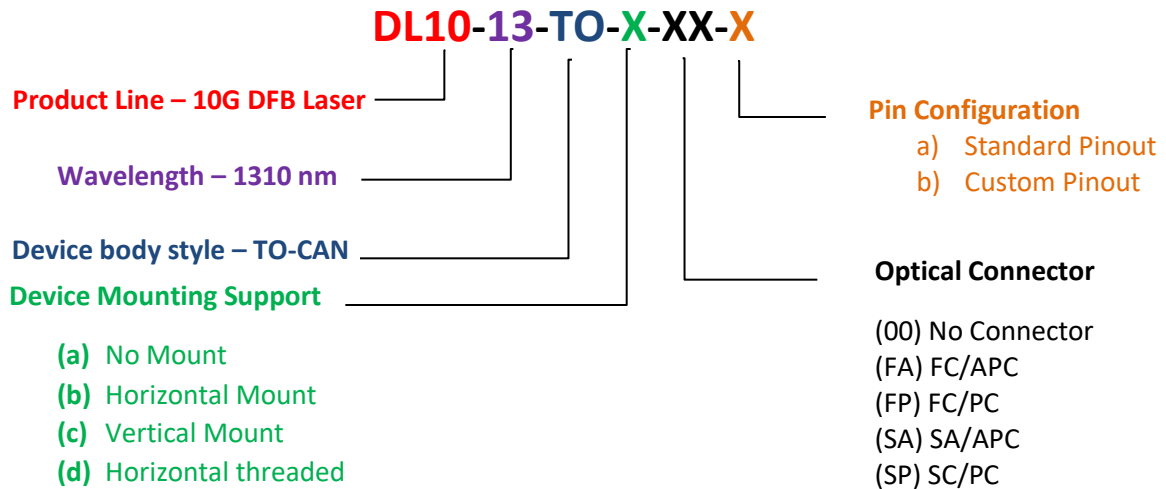 DL10-13-TO-X-XX-X
Product Line – 10G DFB Laser
Wavelength – 1310 nm
Device body style – TO-CAN
Device Mounting Support
(a) No Mount
(b) Horizontal Mount
(c) Vertical Mount
(d) Horizontal threaded
Pin Configuration
a) Standard Pinout
b) Custom Pinout
Optical Connector
(00) No Connector
(FA) FC/APC
(FP) FC/PC
(SA) SA/APC
(SP) SC/PC